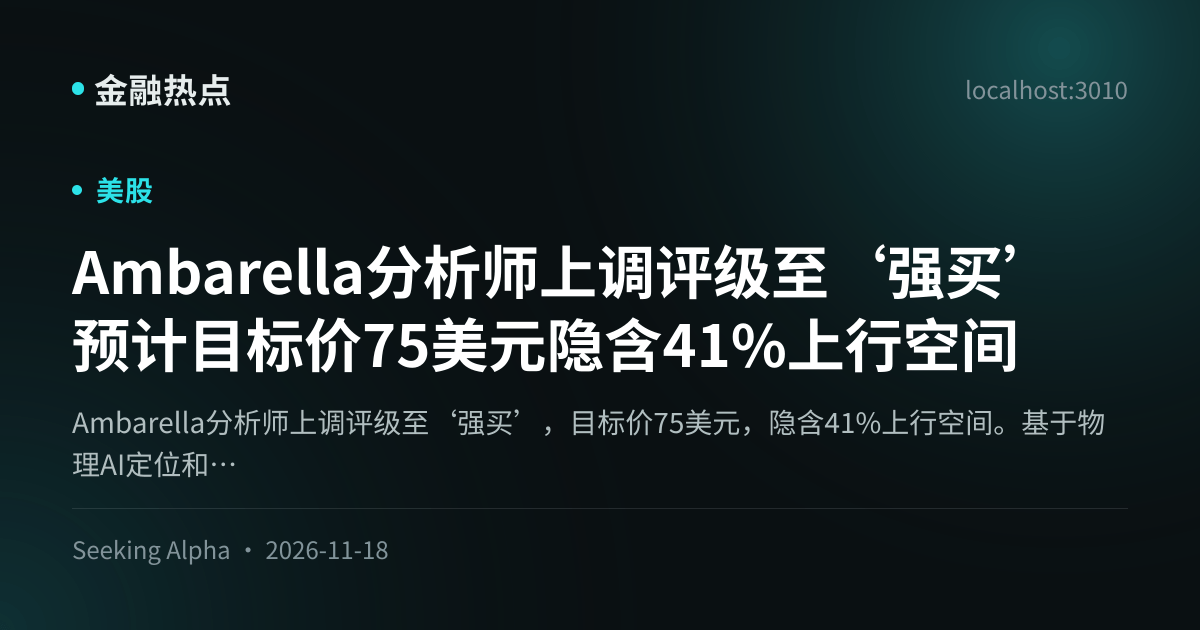 金融热点
localhost:3010
美股
Ambarella分析师上调评级至‘强买’
预计目标价75美元隐含41%上行空间
Ambarella分析师上调评级至‘强买’，目标价75美元，隐含41%上行空间。基于物
理AI定位和…
Seeking Alpha · 2026-11-18